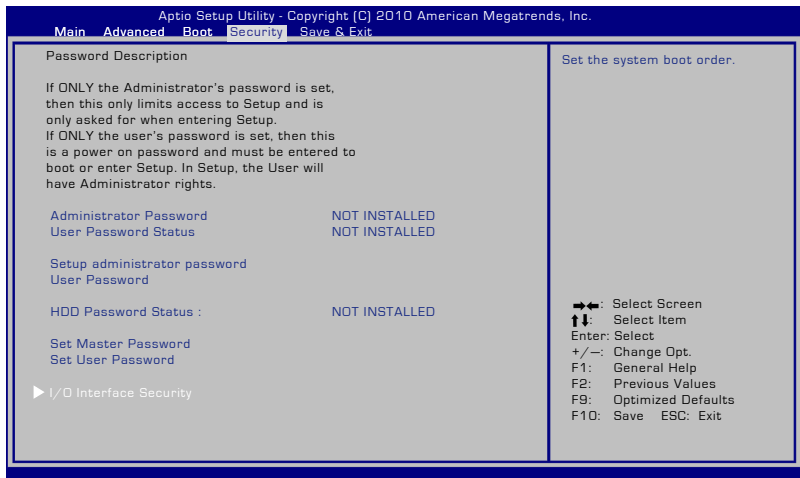 Aptio Setup Utility - Copyright (C) 2010 American Megatrends, Inc.
Main Advanced Boot Security Save & Exit
Password Description
If ONLY the Administrator's password is set,
then this only limits access to Setup and is
only asked for when entering Setup.
If ONLY the user's password is set, then this
is a power on password and must be entered to
boot or enter Setup. In Setup, the User will
have Administrator rights.
Administrator Password NOT INSTALLED
User Password Status NOT INSTALLED
Setup administrator password
User Password
HDD Password Status : NOT INSTALLED
Set Master Password
Set User Password
▶ I/O Interface Security
Set the system boot order.
→←: Select Screen
↑↓: Select Item
Enter: Select
+/—: Change Opt.
F1: General Help
F2: Previous Values
F9: Optimized Defaults
F10: Save ESC: Exit